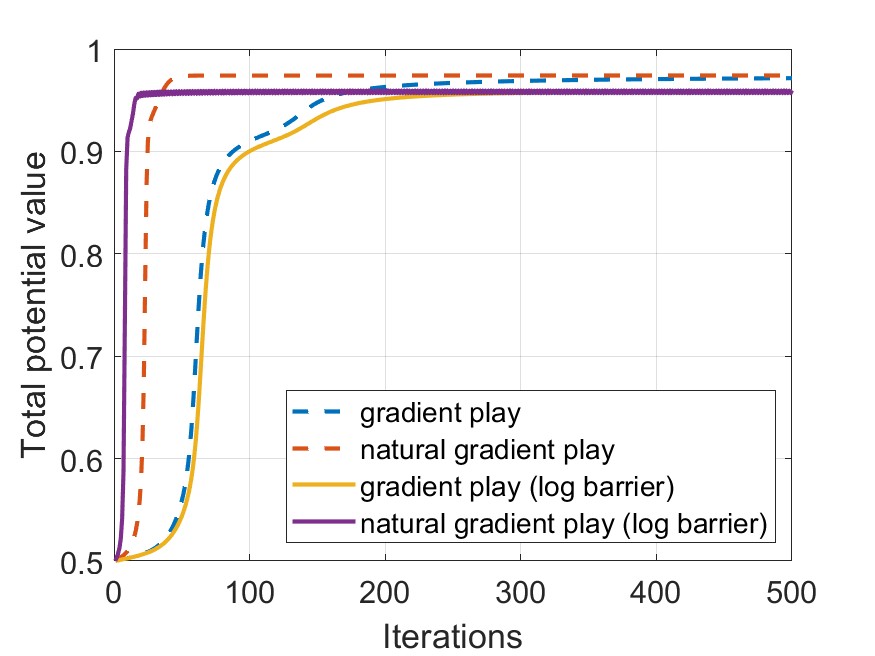 1
0.9
0.8
0.7
0.6
0.5
Total potential value
gradient play
natural gradient play
gradient play (log barrier)
natural gradient play (log barrier)
0 100 200 300 400 500
Iterations